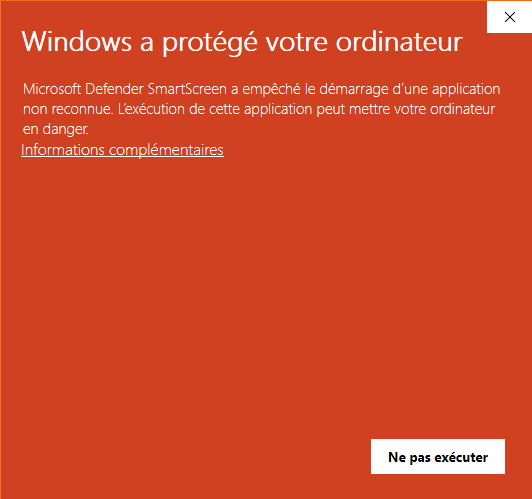 Windows a protégé votre ordinateur
Microsoft Defender SmartScreen a empêché le démarrage d’une application
non reconnue. L’exécution de cette application peut mettre votre ordinateur
en danger.
Informations complémentaires
Ne pas exécuter